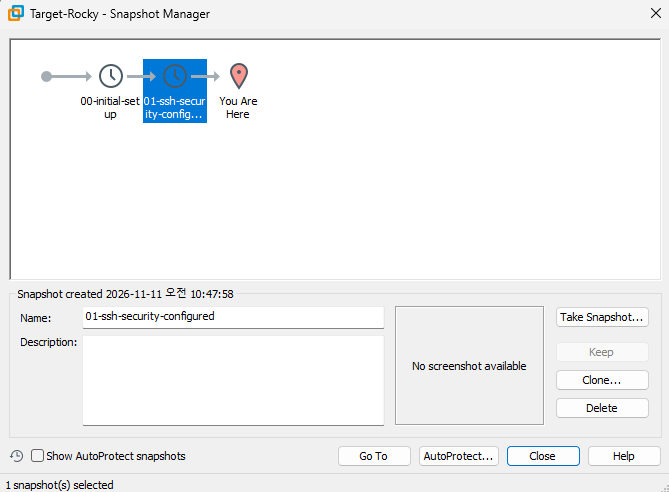 Target-Rocky - Snapshot Manager
00-initial-set
up
01-ssh-secur
ity-config...
You Are
Here
Snapshot created 2026-11-11 오전 10:47:58
Name:
01-ssh-security-configured
Description:
No screenshot available
Take Snapshot...
Keep
Clone...
Delete
Show AutoProtect snapshots
Go To
AutoProtect...
Close
Help
1 snapshot(s) selected